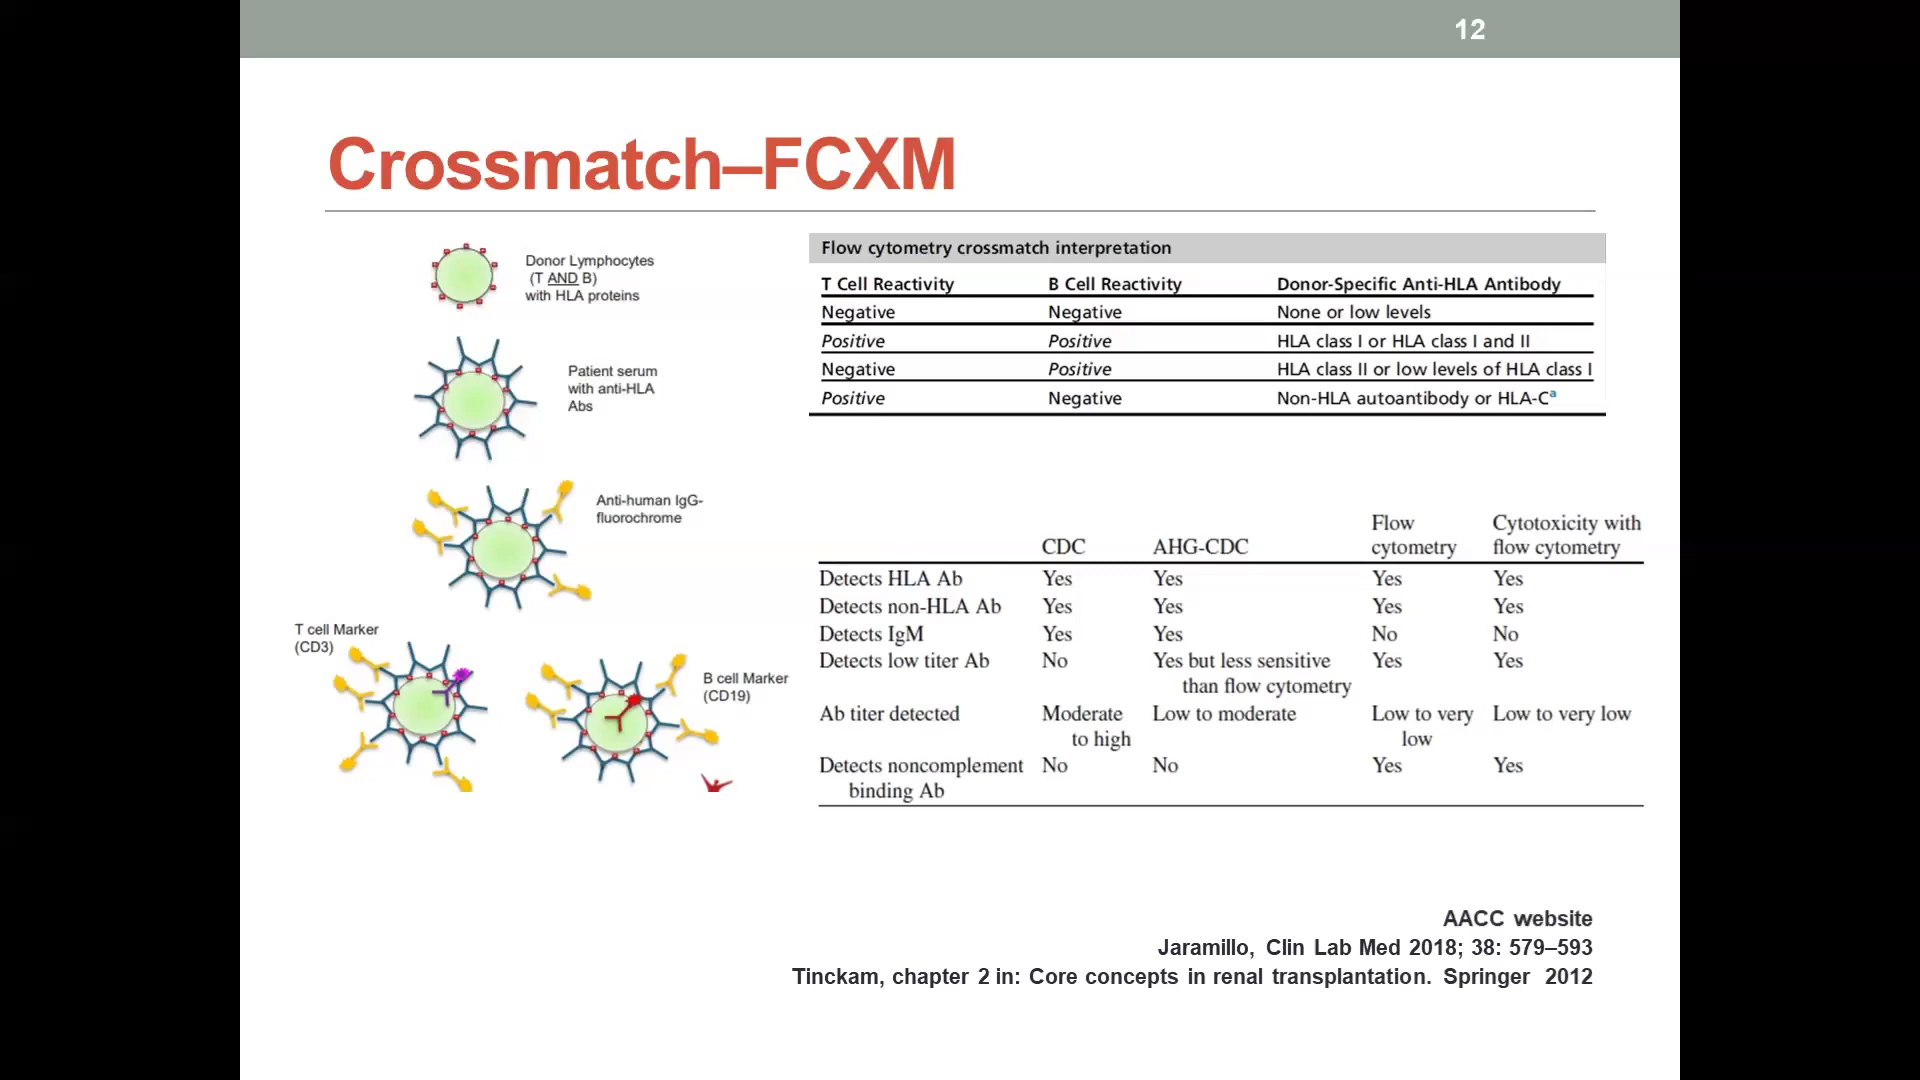 12
Crossmatch–FCXM
Donor Lymphocytes
(T AND B)
with HLA proteins
Patient serum
with anti-HLA
Abs
Anti-human IgG-
fluorochrome
T cell Marker
(CD3)
B cell Marker
(CD19)
Flow cytometry crossmatch interpretation
T Cell Reactivity B Cell Reactivity Donor-Specific Anti-HLA Antibody
Negative Negative None or low levels
Positive Positive HLA class I or HLA class I and II
Negative Positive HLA class II or low levels of HLA class I
Positive Negative Non-HLA autoantibody or HLA-Cᵃ
Flow Cytotoxicity with
CDC AHG-CDC cytometry flow cytometry
Detects HLA Ab Yes Yes Yes Yes
Detects non-HLA Ab Yes Yes Yes Yes
Detects IgM Yes Yes No No
Detects low titer Ab No Yes but less sensitive Yes Yes
than flow cytometry
Ab titer detected Moderate Low to moderate Low to very Low to very low
to high low
Detects noncomplement No No Yes Yes
binding Ab
AACC website
Jaramillo, Clin Lab Med 2018; 38: 579–593
Tinckam, chapter 2 in: Core concepts in renal transplantation. Springer 2012